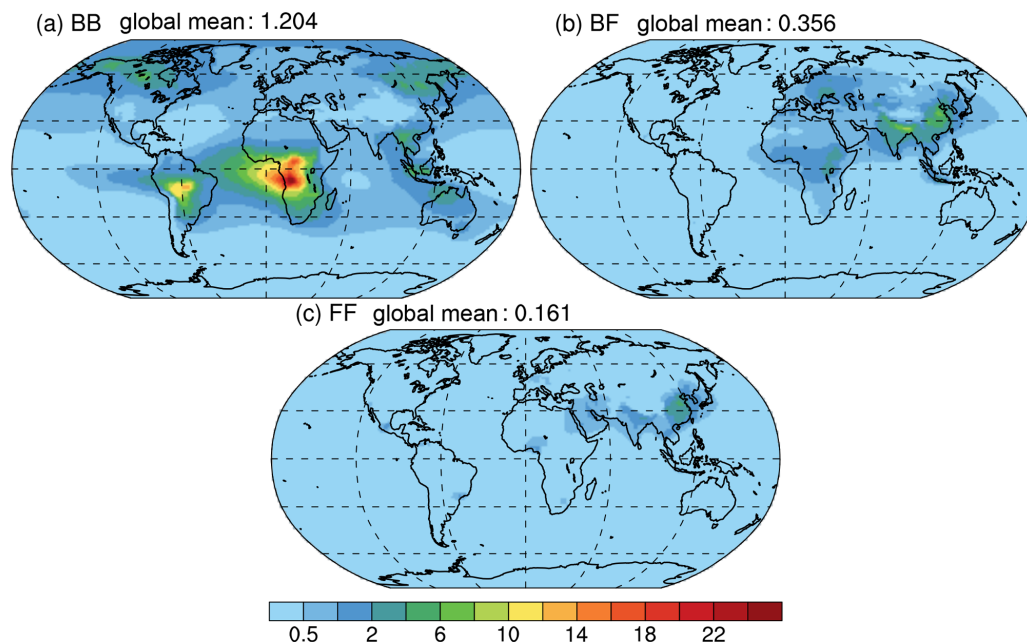 (a) BB global mean: 1.204
(b) BF global mean: 0.356
(c) FF global mean: 0.161
0.5 2 6 10 14 18 22